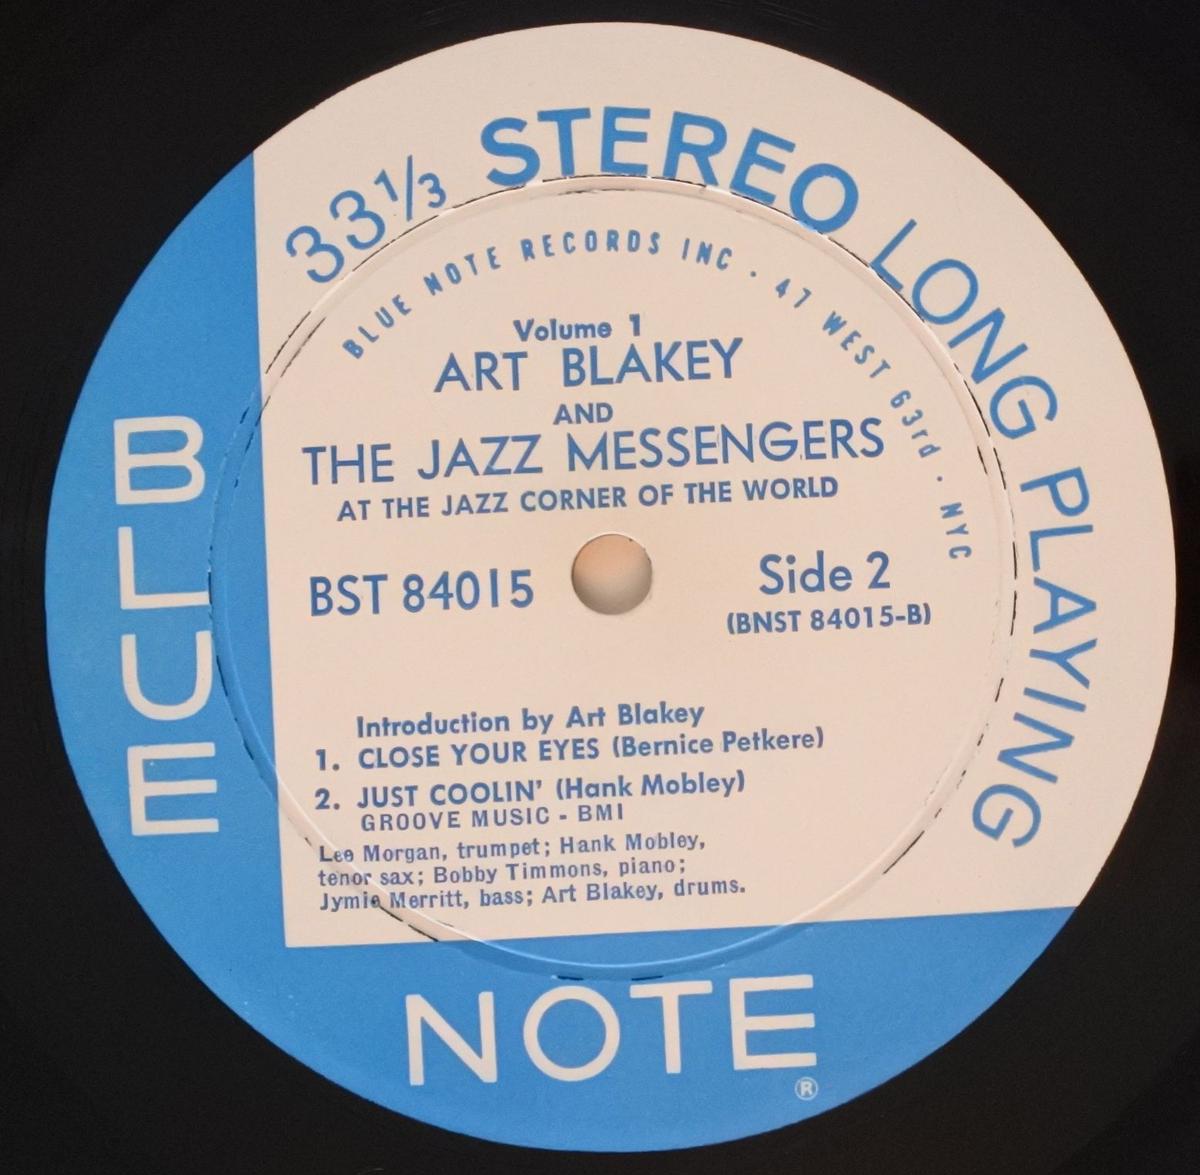 33⅓ STEREO LONG PLAYING
BLUE NOTE RECORDS INC · 47 WEST 63rd · NYC
Volume 1
ART BLAKEY
AND
THE JAZZ MESSENGERS
AT THE JAZZ CORNER OF THE WORLD
BST 84015
Side 2
(BNST 84015-B)
Introduction by Art Blakey
1. CLOSE YOUR EYES (Bernice Petkere)
2. JUST COOLIN' (Hank Mobley)
GROOVE MUSIC - BMI
Lee Morgan, trumpet; Hank Mobley,
tenor sax; Bobby Timmons, piano;
Jymie Merritt, bass; Art Blakey, drums.
BLUE
NOTE
®